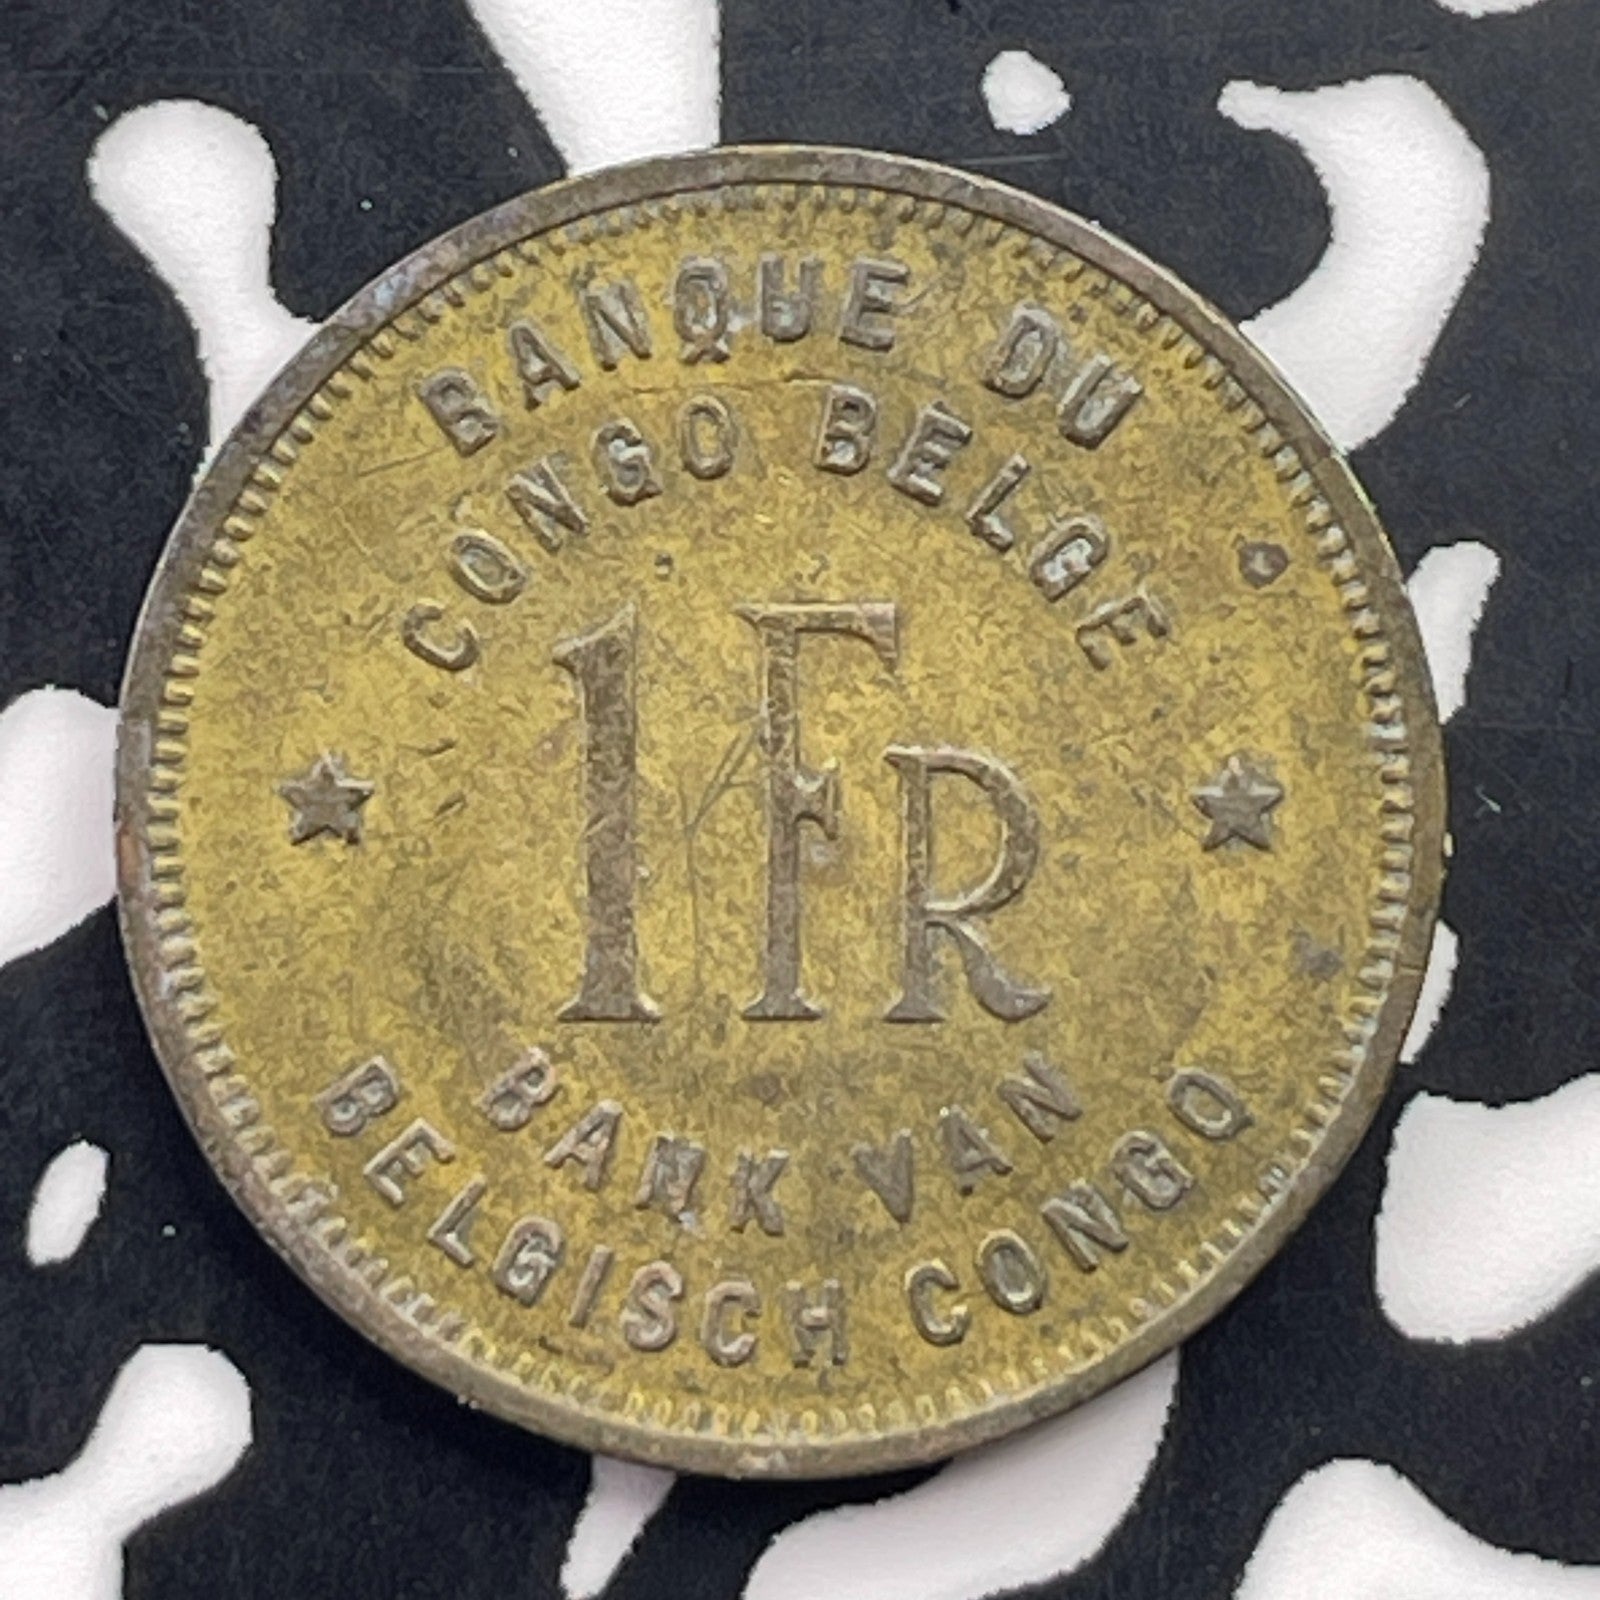 BANQUE DU
CONGO BELGE
1 FR
BANK VAN
BELGISCH CONGO